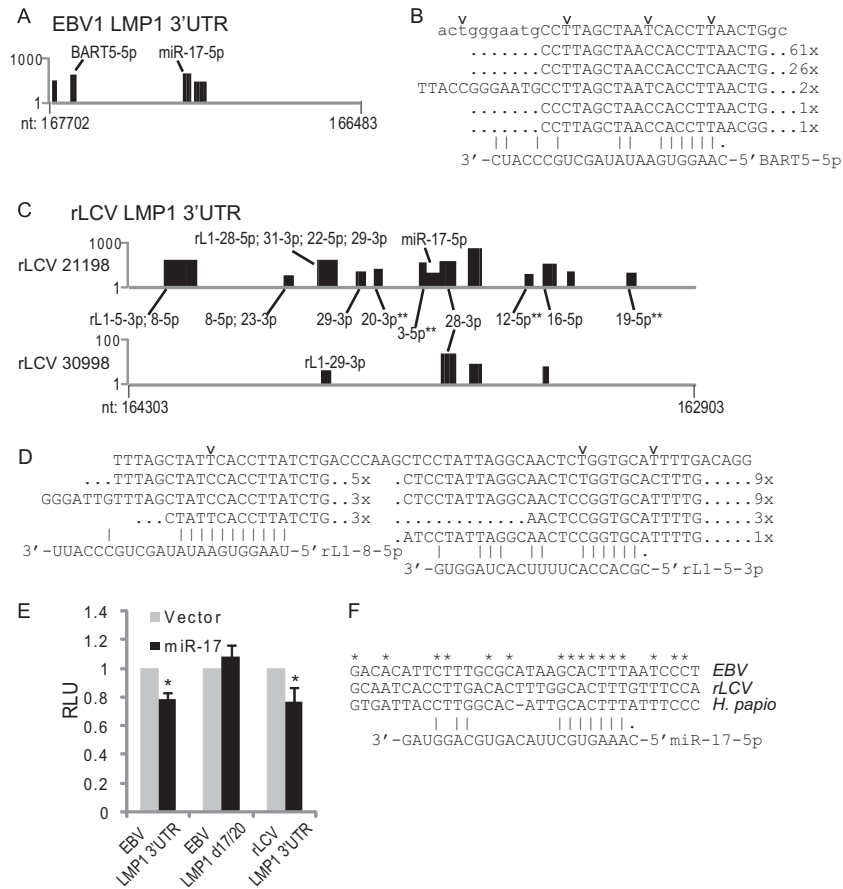 A
EBV1 LMP1 3'UTR
BART5-5p
miR-17-5p
1000
1
nt: 167702
166483
B
v v v v
actgggaatgCCTTAGCTAATCACCTTAACTGgc
.......CCTTAGCTAACCACCTTAACTG..61x
.......CCTTAGCTAACCACCTCAACTG..26x
TTACCGGGAATGCCTTAGCTAATCACCTTAACTG...2x
.......CCCTAGCTAACCACCTTAACTG...1x
.......CCTTAGCTAACCACCTTAACGG...1x
3'-CUACCCGUCGAUAUAAGUGGAAC-5'BART5-5p
C
rLCV LMP1 3'UTR
rL1-28-5p; 31-3p; 22-5p; 29-3p
miR-17-5p
1000
rLCV 21198
1
rL1-5-3p; 8-5p
8-5p; 23-3p
29-3p
20-3p**
3-5p**
28-3p
12-5p**
16-5p
19-5p**
100
rLCV 30998
rL1-29-3p
1
nt: 164303
162903
D
v v v
TTTAGCTATTCACCTTATCTGACCCAAGCTCCTATTAGGCAACTCTGGTGCATTTTGACAGG
...TTTAGCTATCCACCTTATCTG..5x .CTCCTATTAGGCAACTCCGGTGCACTTTG.....9x
GGGATTGTTTAGCTATCCACCTTATCTG..3x .CTCCTATTAGGCAACTCCGGTGCATTTTG.....9x
...CTATTCACCTTATCTG..3x .............AACTCCGGTGCATTTTG.....3x
.ATCCTATTAGGCAACTCCGGTGCATTTTG.....1x
3'-UUACCCGUCGAUAUAAGUGGAAU-5'rL1-8-5p
3'-GUGGAUCACUUUUCACCACGC-5'rL1-5-3p
E
1.4
1.2
1
0.8
0.6
0.4
0.2
0
RLU
Vector
miR-17
*
*
EBV
LMP1 3'UTR
EBV
LMP1 d17/20
rLCV
LMP1 3'UTR
F
* * ** * * ******* * **
GACACATTCTTTGCGCATAAGCACTTTAATCCCT EBV
GCAATCACCTTGACACTTTGGCACTTTGTTTCCA rLCV
GTGATTACCTTGGCAC-ATTGCACTTTATTTCCC H. papio
3'-GAUGGACGUGACAUUCGUGAAAC-5'miR-17-5p